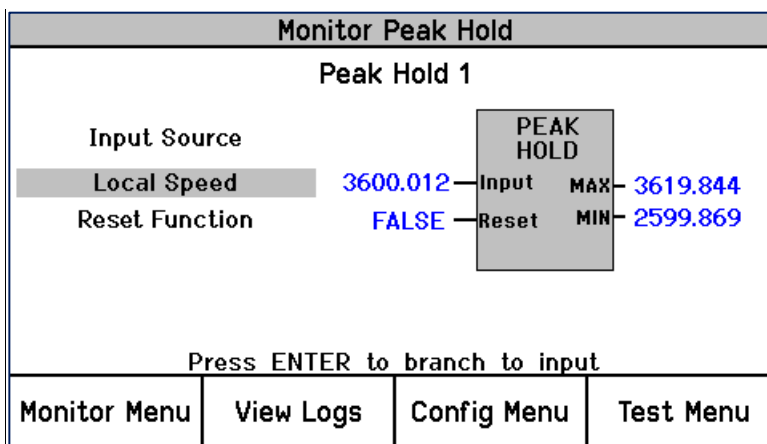 Monitor Peak Hold
Peak Hold 1
PEAK
HOLD
Input Source
Local Speed 3600.012 Input MAX 3619.844
Reset Function FALSE Reset MIN 2599.869
Press ENTER to branch to input
Monitor Menu View Logs Config Menu Test Menu